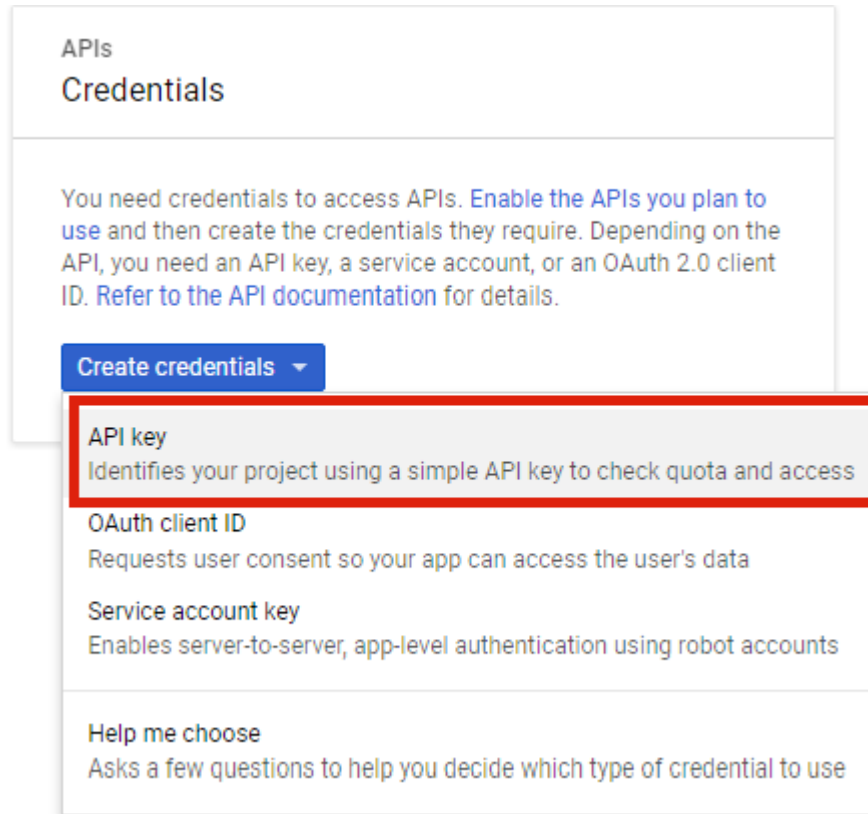 APIs
Credentials
You need credentials to access APIs. Enable the APIs you plan to
use and then create the credentials they require. Depending on the
API, you need an API key, a service account, or an OAuth 2.0 client
ID. Refer to the API documentation for details.
Create credentials
API key
Identifies your project using a simple API key to check quota and access
OAuth client ID
Requests user consent so your app can access the user's data
Service account key
Enables server-to-server, app-level authentication using robot accounts
Help me choose
Asks a few questions to help you decide which type of credential to use